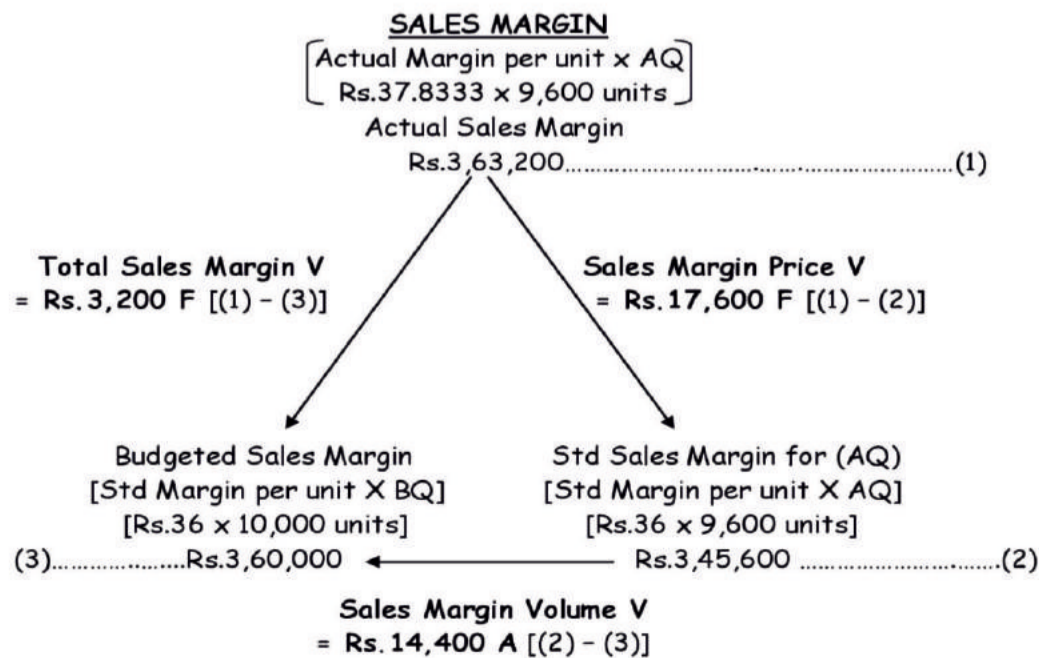 SALES MARGIN
Actual Margin per unit x AQ
Rs.37.8333 x 9,600 units
Actual Sales Margin
Rs.3,63,200..........................................................(1)
Total Sales Margin V
= Rs.3,200 F [(1) – (3)]
Sales Margin Price V
= Rs.17,600 F [(1) – (2)]
Budgeted Sales Margin
[Std Margin per unit X BQ]
[Rs.36 x 10,000 units]
(3)....................Rs.3,60,000
Std Sales Margin for (AQ)
[Std Margin per unit X AQ]
[Rs.36 x 9,600 units]
Rs.3,45,600 ..............................(2)
Sales Margin Volume V
= Rs.14,400 A [(2) – (3)]